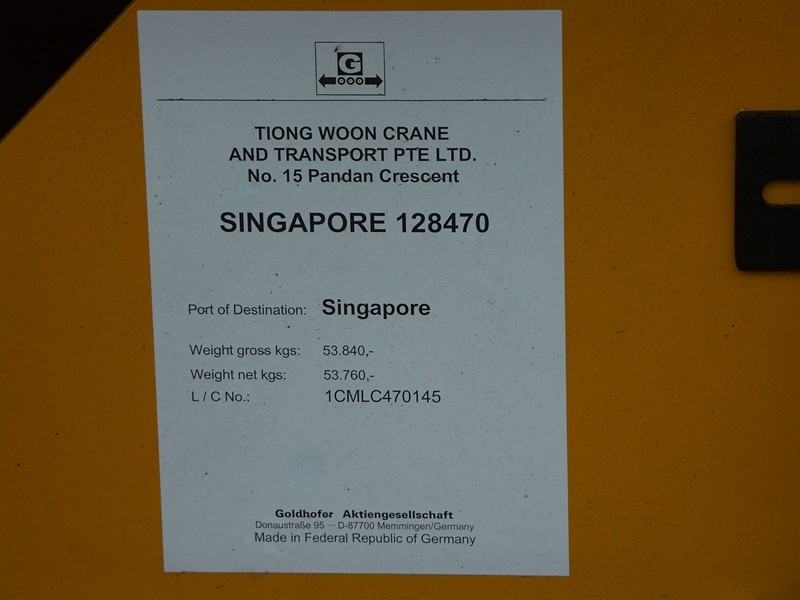 G
TIONG WOON CRANE
AND TRANSPORT PTE LTD.
No. 15 Pandan Crescent
SINGAPORE 128470
Port of Destination: Singapore
Weight gross kgs: 53.840,-
Weight net kgs: 53.760,-
L / C No.: 1CMLC470145
Goldhofer Aktiengesellschaft
Donaustraße 95 ··· D-87700 Memmingen/Germany
Made in Federal Republic of Germany